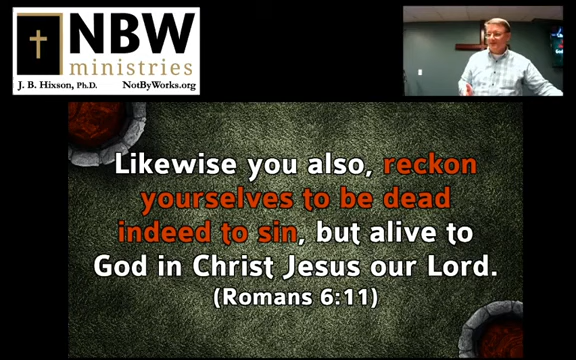 NBW
ministries
J. B. Hixson, Ph.D. NotByWorks.org
Likewise you also, reckon
yourselves to be dead
indeed to sin, but alive to
God in Christ Jesus our Lord.
(Romans 6:11)